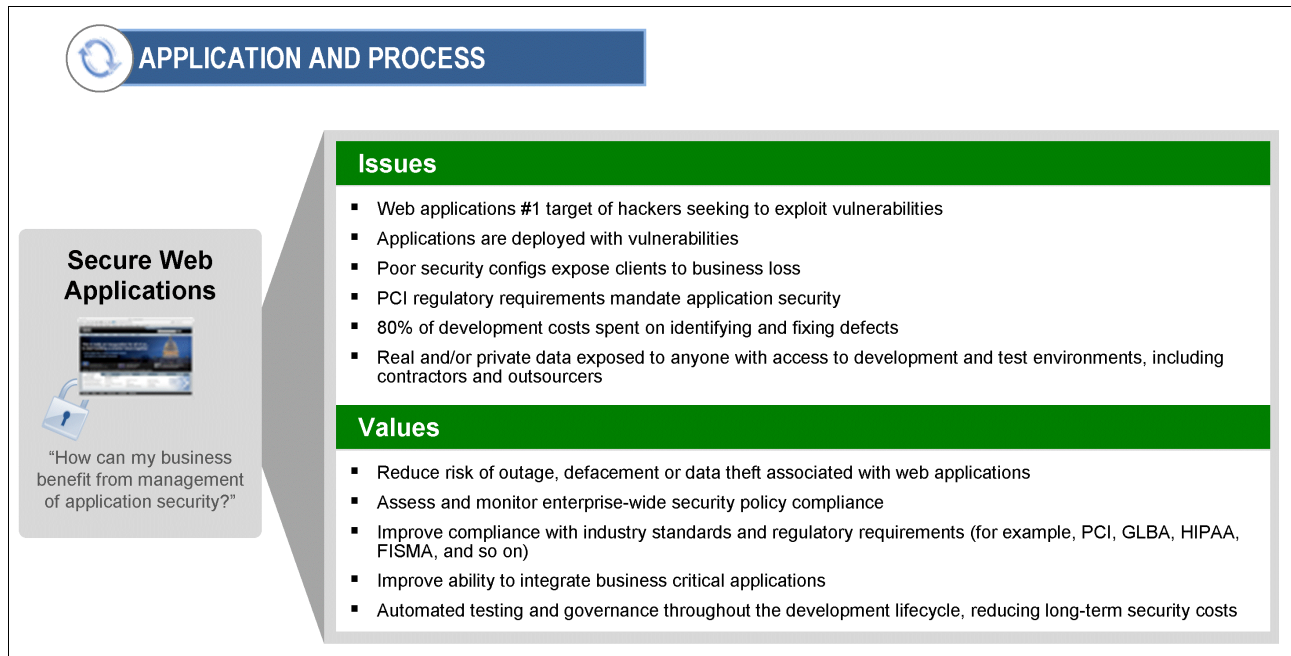 APPLICATION AND PROCESS
Secure Web
Applications
“How can my business
benefit from management
of application security?”
Issues
▪ Web applications #1 target of hackers seeking to exploit vulnerabilities
▪ Applications are deployed with vulnerabilities
▪ Poor security configs expose clients to business loss
▪ PCI regulatory requirements mandate application security
▪ 80% of development costs spent on identifying and fixing defects
▪ Real and/or private data exposed to anyone with access to development and test environments, including
contractors and outsourcers
Values
▪ Reduce risk of outage, defacement or data theft associated with web applications
▪ Assess and monitor enterprise-wide security policy compliance
▪ Improve compliance with industry standards and regulatory requirements (for example, PCI, GLBA, HIPAA,
FISMA, and so on)
▪ Improve ability to integrate business critical applications
▪ Automated testing and governance throughout the development lifecycle, reducing long-term security costs